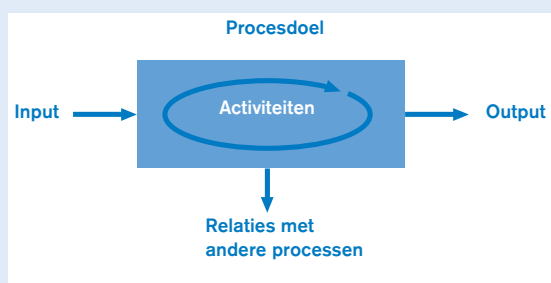 Procesdoel
Input
Activiteiten
Output
Relaties met
andere processen